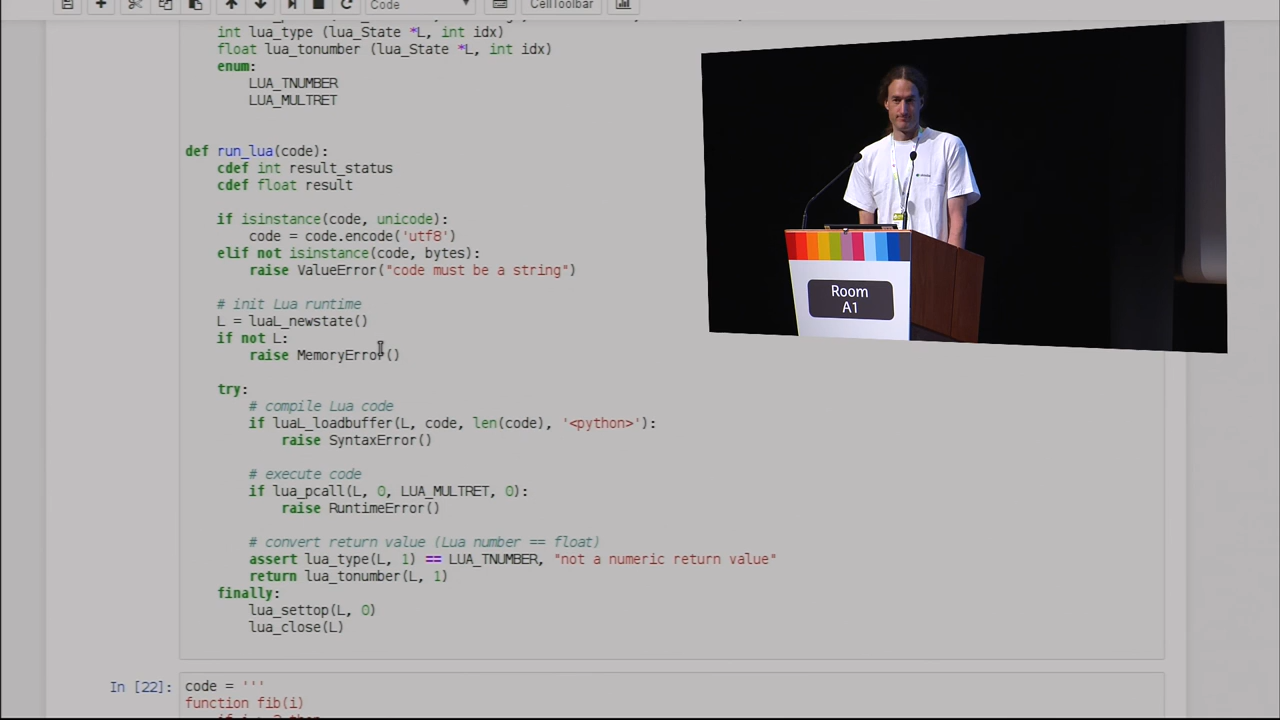 Code
CellToolbar
int lua_type (lua_State *L, int idx)
float lua_tonumber (lua_State *L, int idx)
enum:
LUA_TNUMBER
LUA_MULTRET
def run_lua(code):
cdef int result_status
cdef float result
if isinstance(code, unicode):
code = code.encode('utf8')
elif not isinstance(code, bytes):
raise ValueError("code must be a string")
# init Lua runtime
L = luaL_newstate()
if not L:
raise MemoryError()
try:
# compile Lua code
if luaL_loadbuffer(L, code, len(code), '<python>'):
raise SyntaxError()
# execute code
if lua_pcall(L, 0, LUA_MULTRET, 0):
raise RuntimeError()
# convert return value (Lua number == float)
assert lua_type(L, 1) == LUA_TNUMBER, "not a numeric return value"
return lua_tonumber(L, 1)
finally:
lua_settop(L, 0)
lua_close(L)
In [22]:
code = '''
function fib(i)
Room
A1